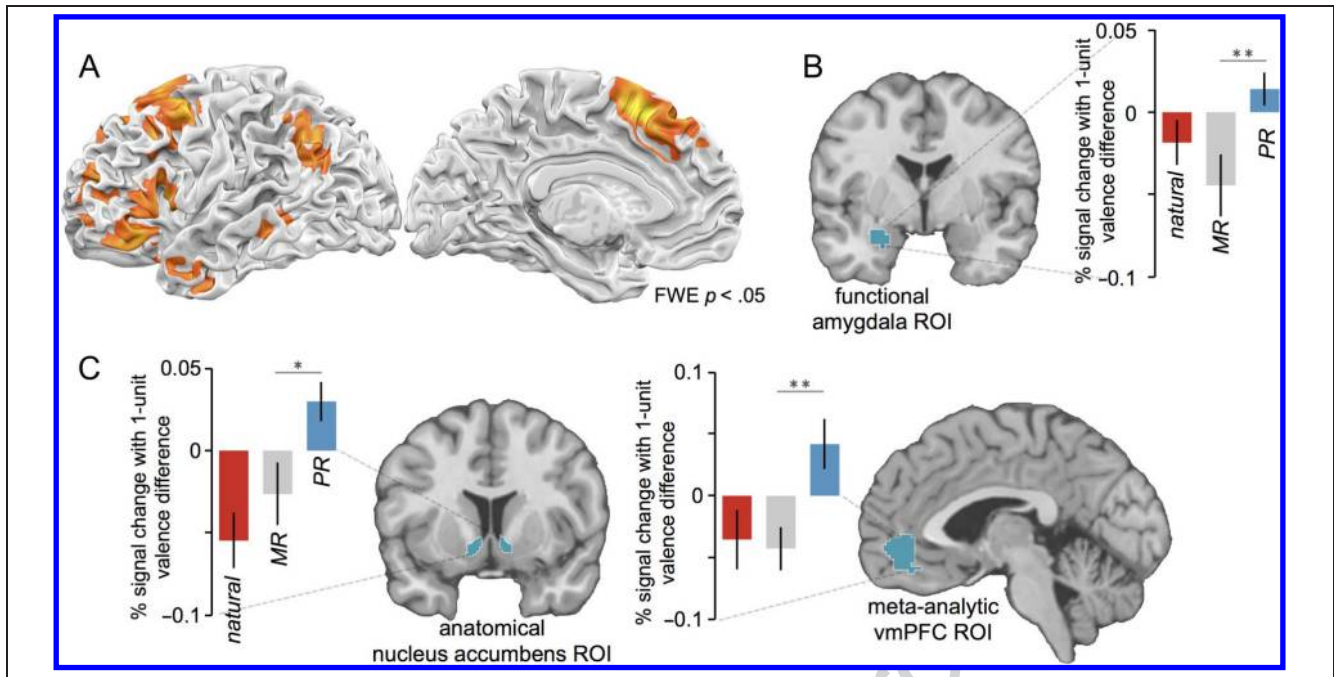 A
FWE p < .05
B
% signal change with 1-unit
valence difference
0.05
0
−0.1
natural
MR
PR
**
functional
amygdala ROI
C
% signal change with 1-unit
valence difference
0.05
0
−0.1
natural
MR
PR
*
anatomical
nucleus accumbens ROI
% signal change with 1-unit
valence difference
0.1
0
−0.1
**
meta-analytic
vmPFC ROI